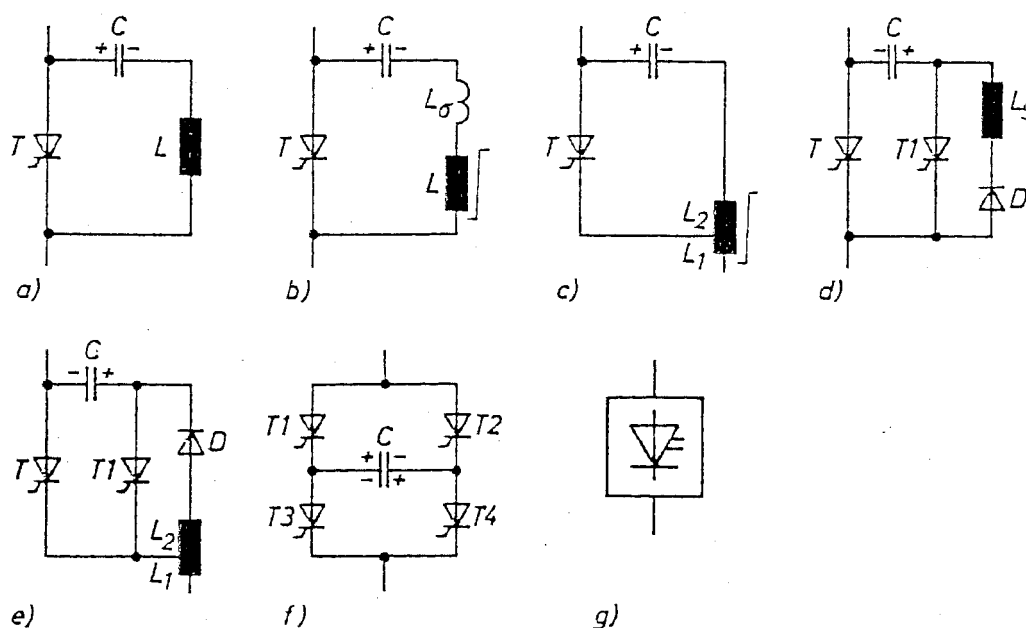 C
+ -
T
L
a)
C
+ -
Lσ
T
L
b)
C
+ -
T
L2
L1
c)
C
- +
T
T1
D
d)
C
- +
T
T1
D
L2
L1
e)
T1
T2
C
+ -
- +
T3
T4
f)
g)